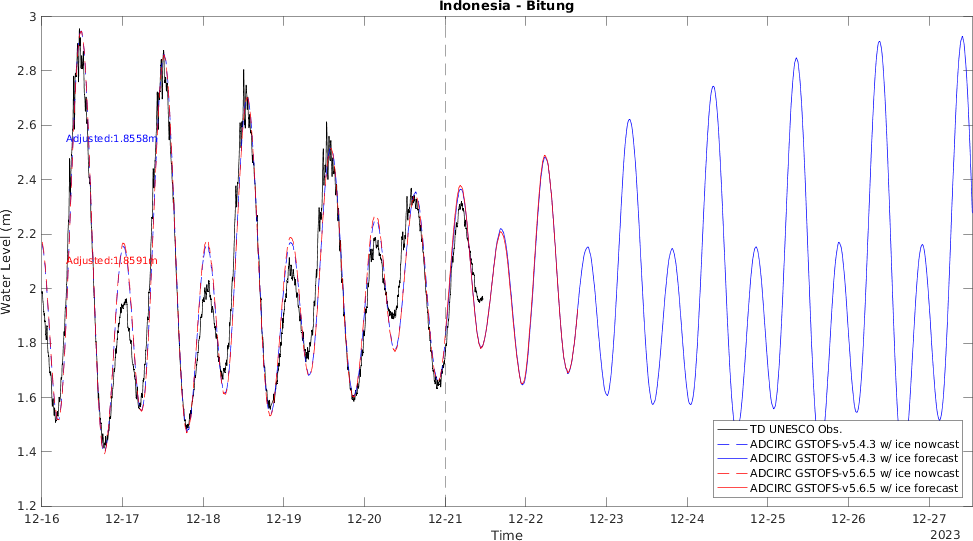 Indonesia - Bitung
3
2.8
2.6
2.4
2.2
2
1.8
1.6
1.4
1.2
Water Level (m)
Adjusted:1.8558m
Adjusted:1.8591m
TD UNESCO Obs.
ADCIRC GSTOFS-v5.4.3 w/ ice nowcast
ADCIRC GSTOFS-v5.4.3 w/ ice forecast
ADCIRC GSTOFS-v5.6.5 w/ ice nowcast
ADCIRC GSTOFS-v5.6.5 w/ ice forecast
12-16 12-17 12-18 12-19 12-20 12-21 12-22 12-23 12-24 12-25 12-26 12-27
Time
2023